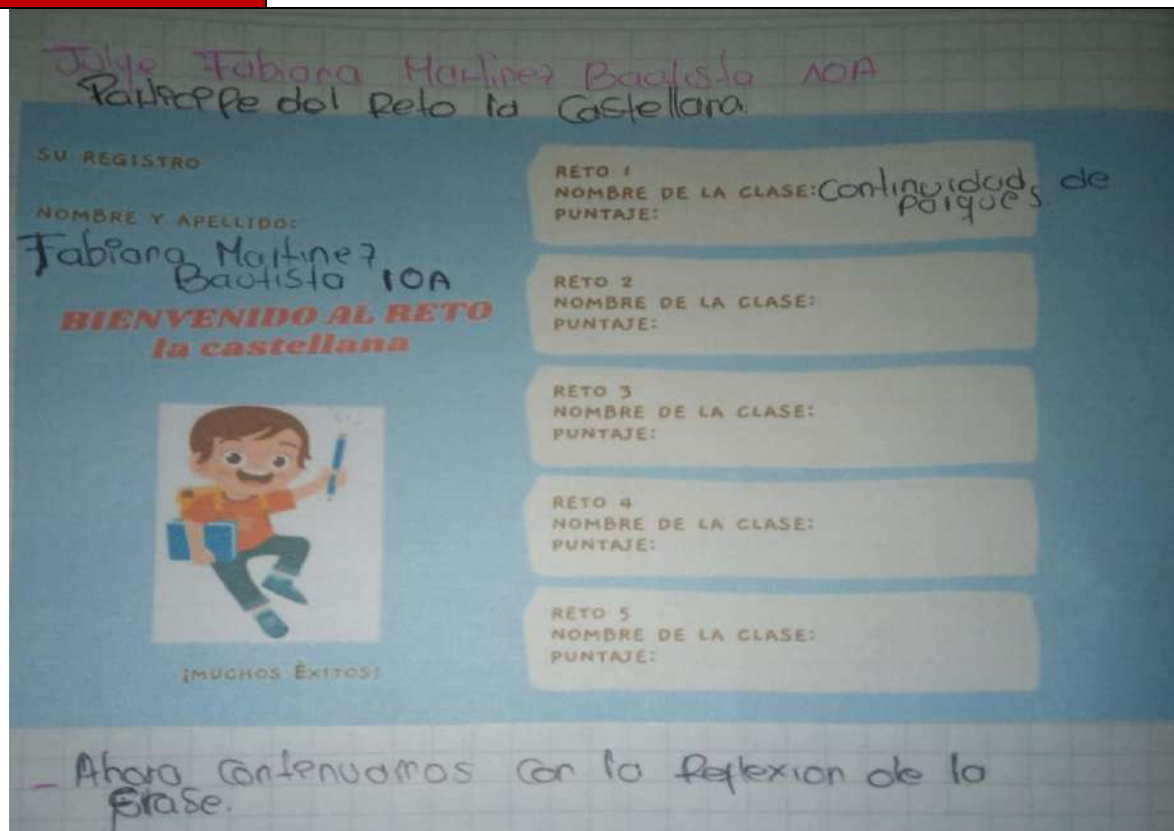 Julye Fabiana Martinez Bautista 10A
Participe del Reto la Castellana.
SU REGISTRO
NOMBRE Y APELLIDO:
Fabiana Martinez
Bautista 10A
BIENVENIDO AL RETO
la castellana
¡MUCHOS ÊXITOS!
RETO 1
NOMBRE DE LA CLASE: Continuidad de
parques.
PUNTAJE:
RETO 2
NOMBRE DE LA CLASE:
PUNTAJE:
RETO 3
NOMBRE DE LA CLASE:
PUNTAJE:
RETO 4
NOMBRE DE LA CLASE:
PUNTAJE:
RETO 5
NOMBRE DE LA CLASE:
PUNTAJE:
- Ahora Contenuamos con la Reflexion de la
frase.